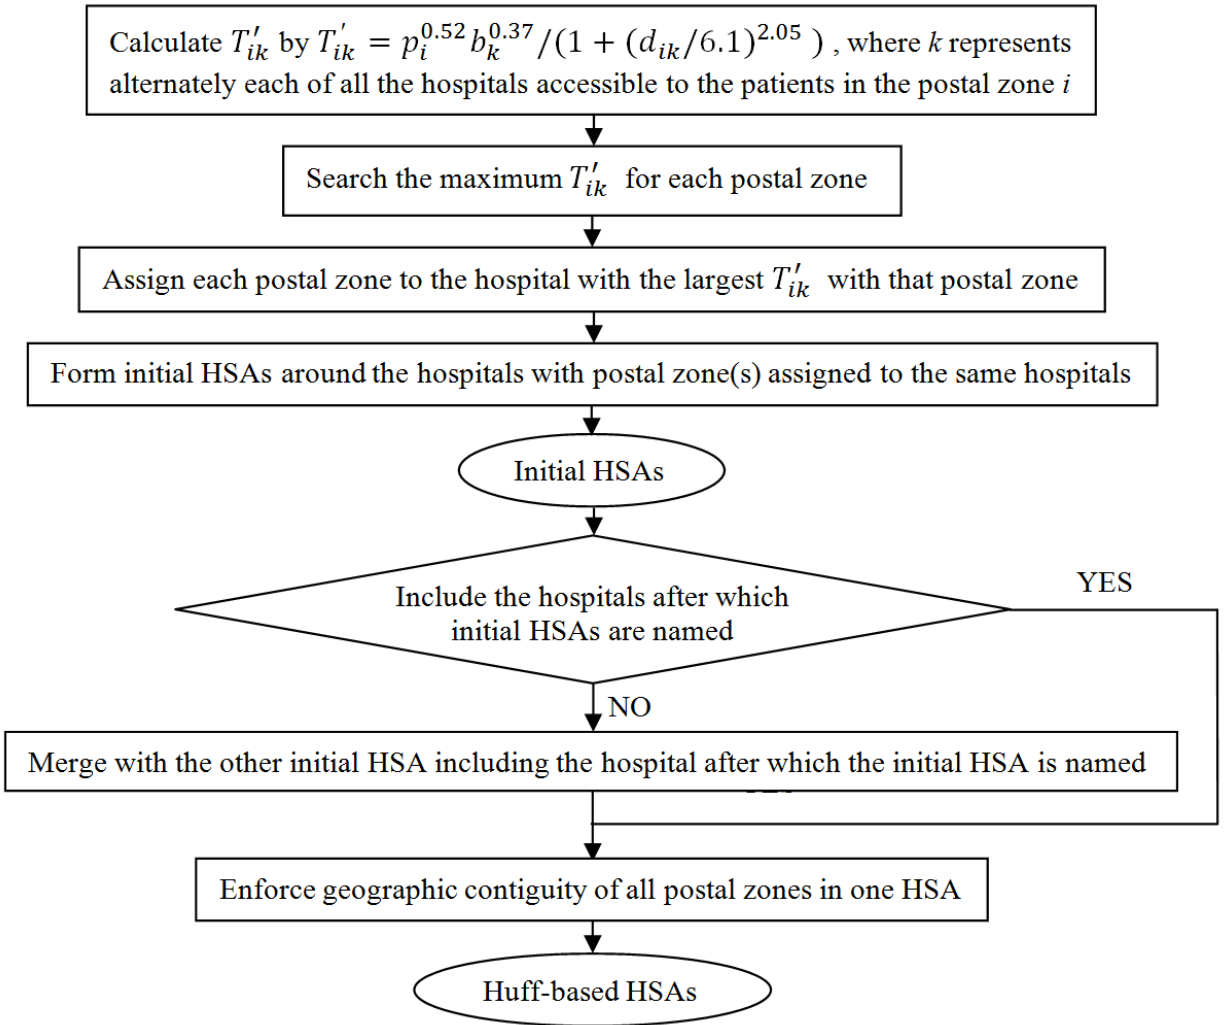 Calculate T'ik by T'ik = pi^0.52 bk^0.37/(1 + (dik/6.1)^2.05 ) , where k represents
alternately each of all the hospitals accessible to the patients in the postal zone i
Search the maximum T'ik for each postal zone
Assign each postal zone to the hospital with the largest T'ik with that postal zone
Form initial HSAs around the hospitals with postal zone(s) assigned to the same hospitals
Initial HSAs
Include the hospitals after which
initial HSAs are named
YES
NO
Merge with the other initial HSA including the hospital after which the initial HSA is named
Enforce geographic contiguity of all postal zones in one HSA
Huff-based HSAs